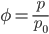 ϕ = p / p₀